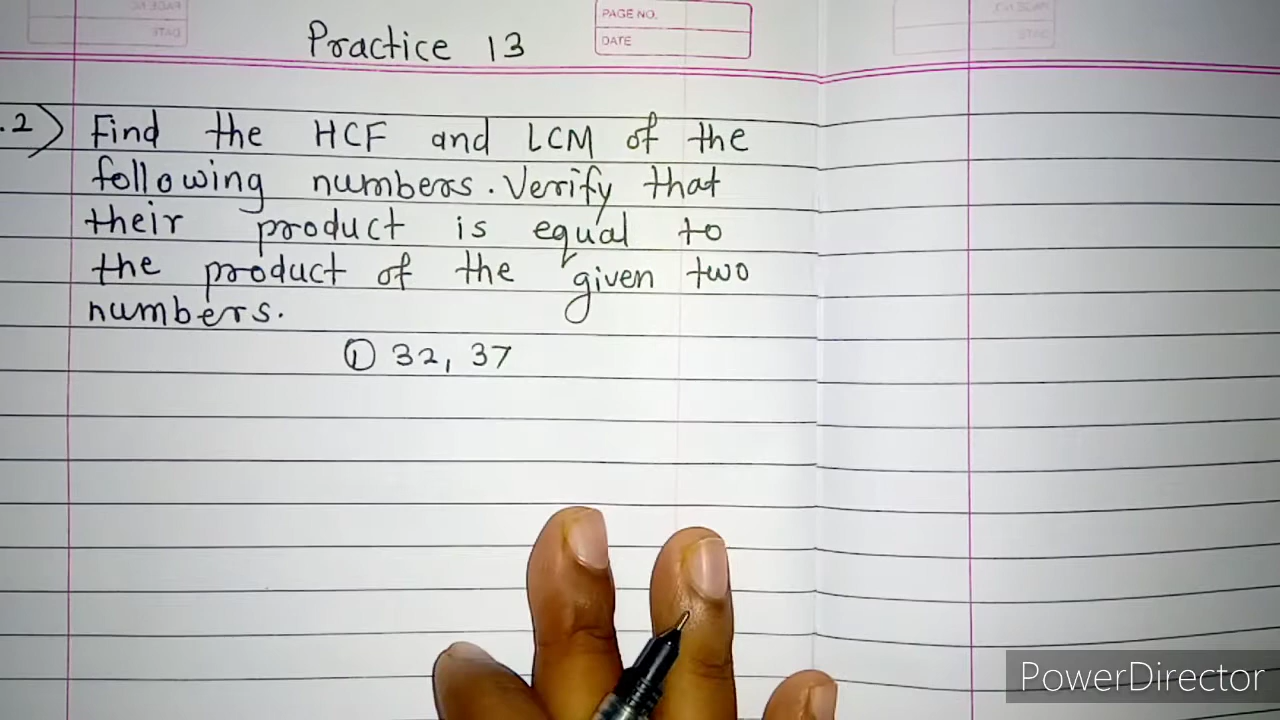 PAGE NO.
DATE
Practice 13
.2) Find the HCF and LCM of the
following numbers. Verify that
their product is equal to
the product of the given two
numbers.
① 32, 37
PowerDirector